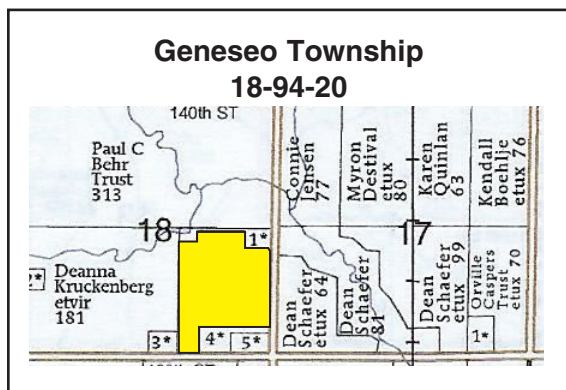 Geneseo Township
18-94-20
140th ST
Paul C
Behr
Trust
313
Connie
Jensen
77
Myron
Destival
etux
80
Karen
Quinlan
63
Kendall
Boehlje
etux 76
18
1*
17
2*
Deanna
Kruckenberg
etvir
181
Dean
Schaefer
etux 64
Dean
Schaefer
81
Dean
Schaefer
etux 99
Orville
Caspers
Trust
etux 70
3*
4*
5*
1*